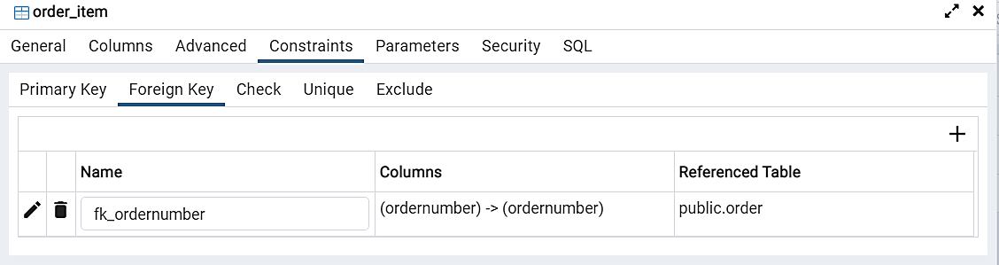 order_item
General Columns Advanced Constraints Parameters Security SQL
Primary Key Foreign Key Check Unique Exclude
Name Columns Referenced Table
fk_ordernumber (ordernumber) -> (ordernumber) public.order